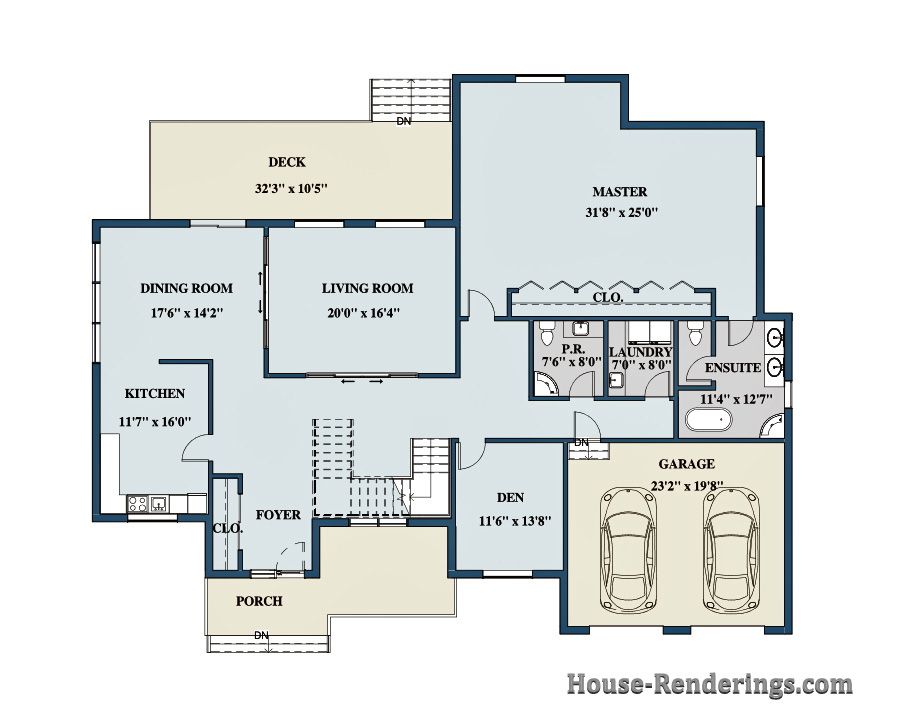 DN
DECK
32'3" x 10'5"
MASTER
31'8" x 25'0"
CLO.
DINING ROOM
17'6" x 14'2"
LIVING ROOM
20'0" x 16'4"
P.R.
7'6" x 8'0"
LAUNDRY
7'0" x 8'0"
ENSUITE
11'4" x 12'7"
KITCHEN
11'7" x 16'0"
DN
GARAGE
23'2" x 19'8"
DEN
11'6" x 13'8"
FOYER
CLO.
PORCH
DN
House-Renderings.com